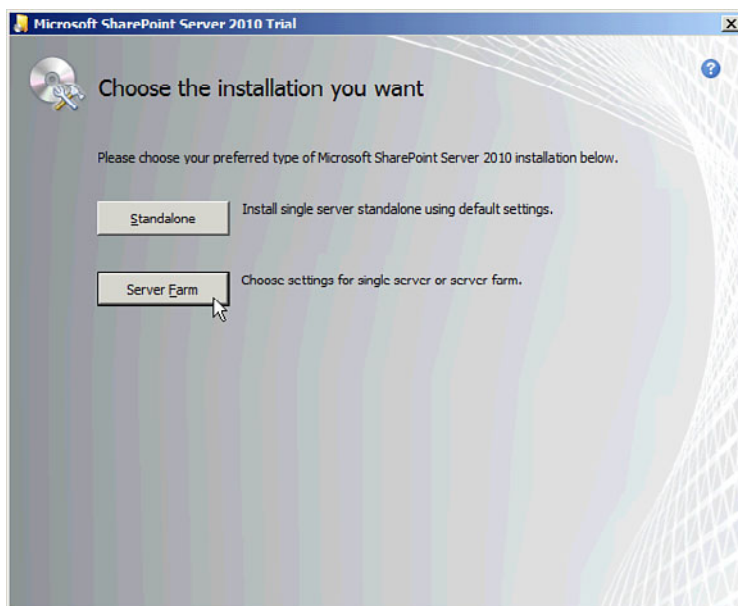 Microsoft SharePoint Server 2010 Trial
Choose the installation you want
Please choose your preferred type of Microsoft SharePoint Server 2010 installation below.
Standalone
Install single server standalone using default settings.
Server Farm
Choose settings for single server or server farm.